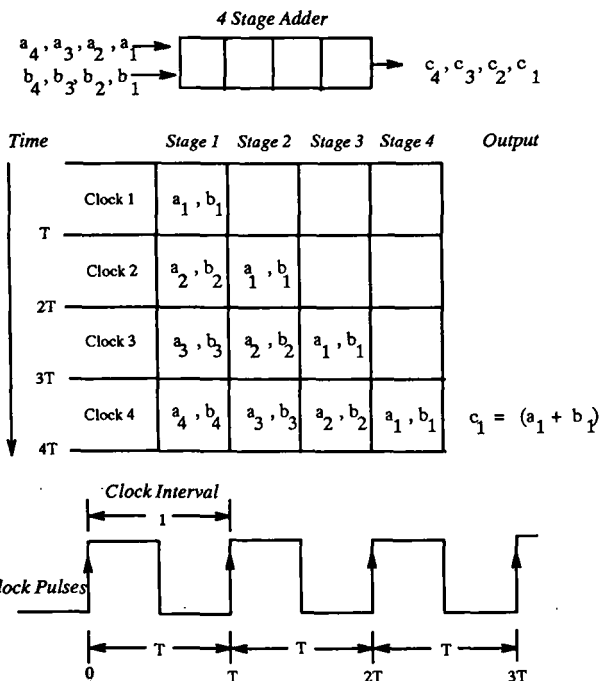 4 Stage Adder
a4, a3, a2, a1
b4, b3, b2, b1
c4, c3, c2, c1
Time Stage 1 Stage 2 Stage 3 Stage 4 Output
Clock 1 a1, b1
T
Clock 2 a2, b2 a1, b1
2T
Clock 3 a3, b3 a2, b2 a1, b1
3T
Clock 4 a4, b4 a3, b3 a2, b2 a1, b1 c1 = (a1 + b1)
4T
Clock Interval
1
lock Pulses
T T T
0 T 2T 3T